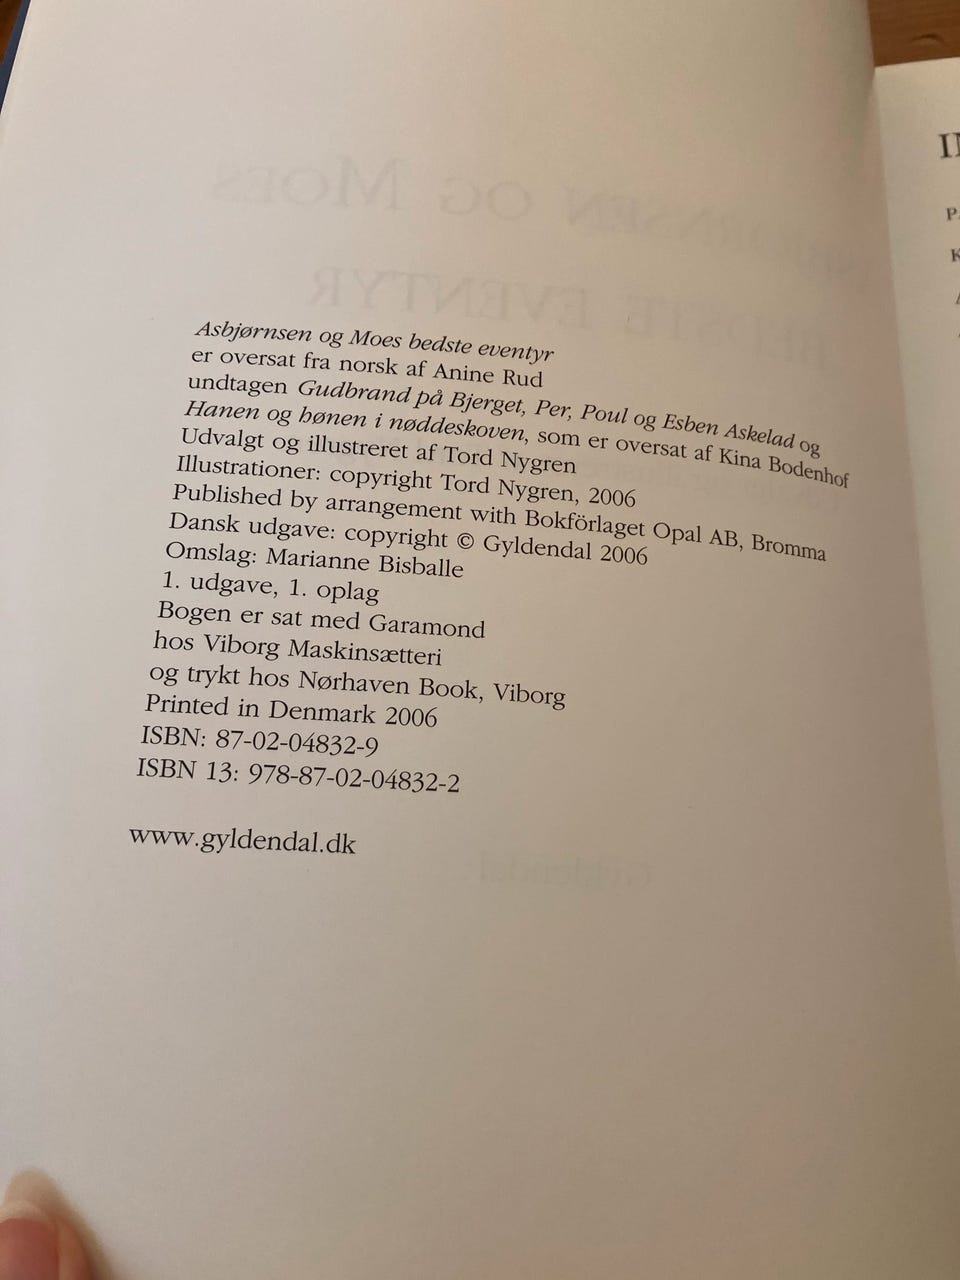 Asbjørnsen og Moes bedste eventyr
er oversat fra norsk af Anine Rud
undtagen Gudbrand på Bjerget, Per, Poul og Esben Askelad og
Hanen og hønen i nøddeskoven, som er oversat af Kina Bodenhof
Udvalgt og illustreret af Tord Nygren
Illustrationer: copyright Tord Nygren, 2006
Published by arrangement with Bokförlaget Opal AB, Bromma
Dansk udgave: copyright © Gyldendal 2006
Omslag: Marianne Bisballe
1. udgave, 1. oplag
Bogen er sat med Garamond
hos Viborg Maskinsætteri
og trykt hos Nørhaven Book, Viborg
Printed in Denmark 2006
ISBN: 87-02-04832-9
ISBN 13: 978-87-02-04832-2
www.gyldendal.dk